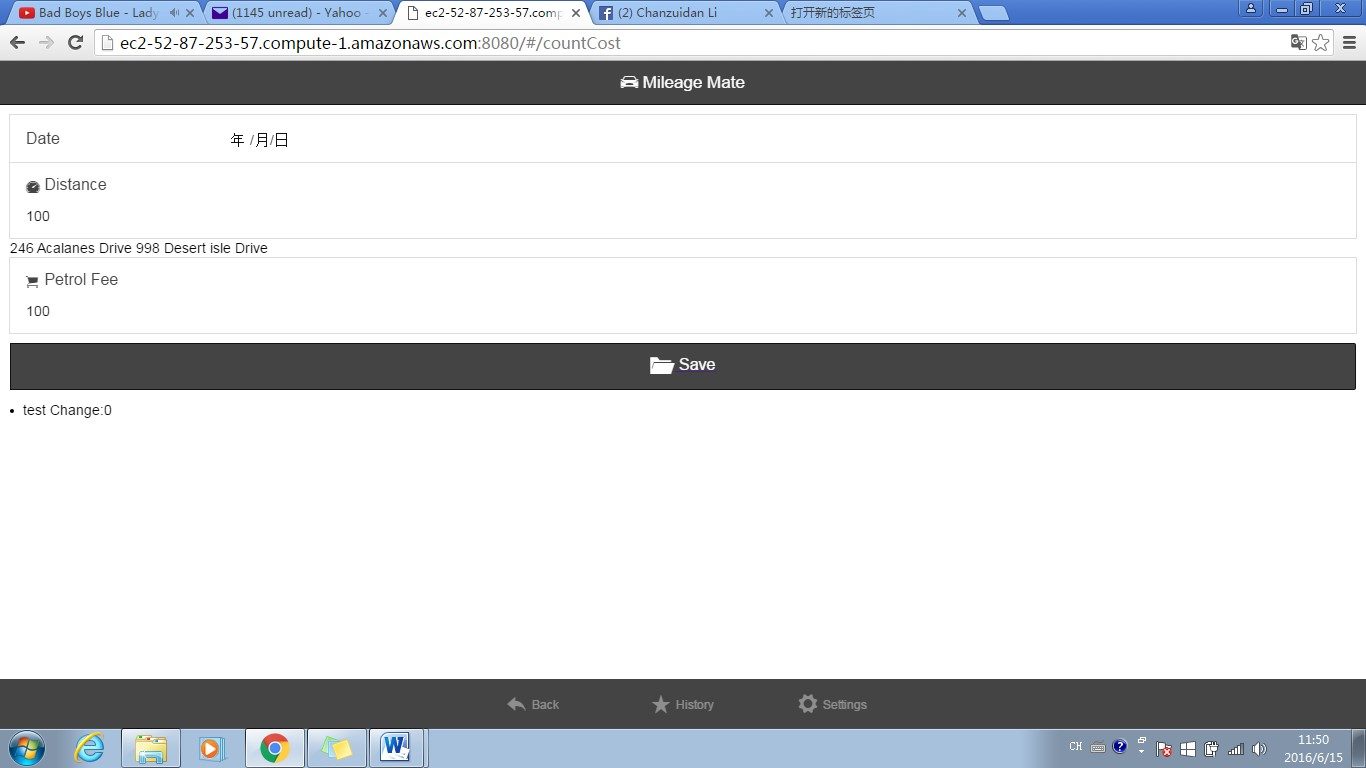 Bad Boys Blue - Lady
(1145 unread) - Yahoo
ec2-52-87-253-57.comp
(2) Chanzuidan Li
打开新的标签页
ec2-52-87-253-57.compute-1.amazonaws.com:8080/#/countCost
Mileage Mate
Date 年 /月/日
Distance
100
246 Acalanes Drive 998 Desert isle Drive
Petrol Fee
100
Save
• test Change:0
Back History Settings
CH
11:50
2016/6/15